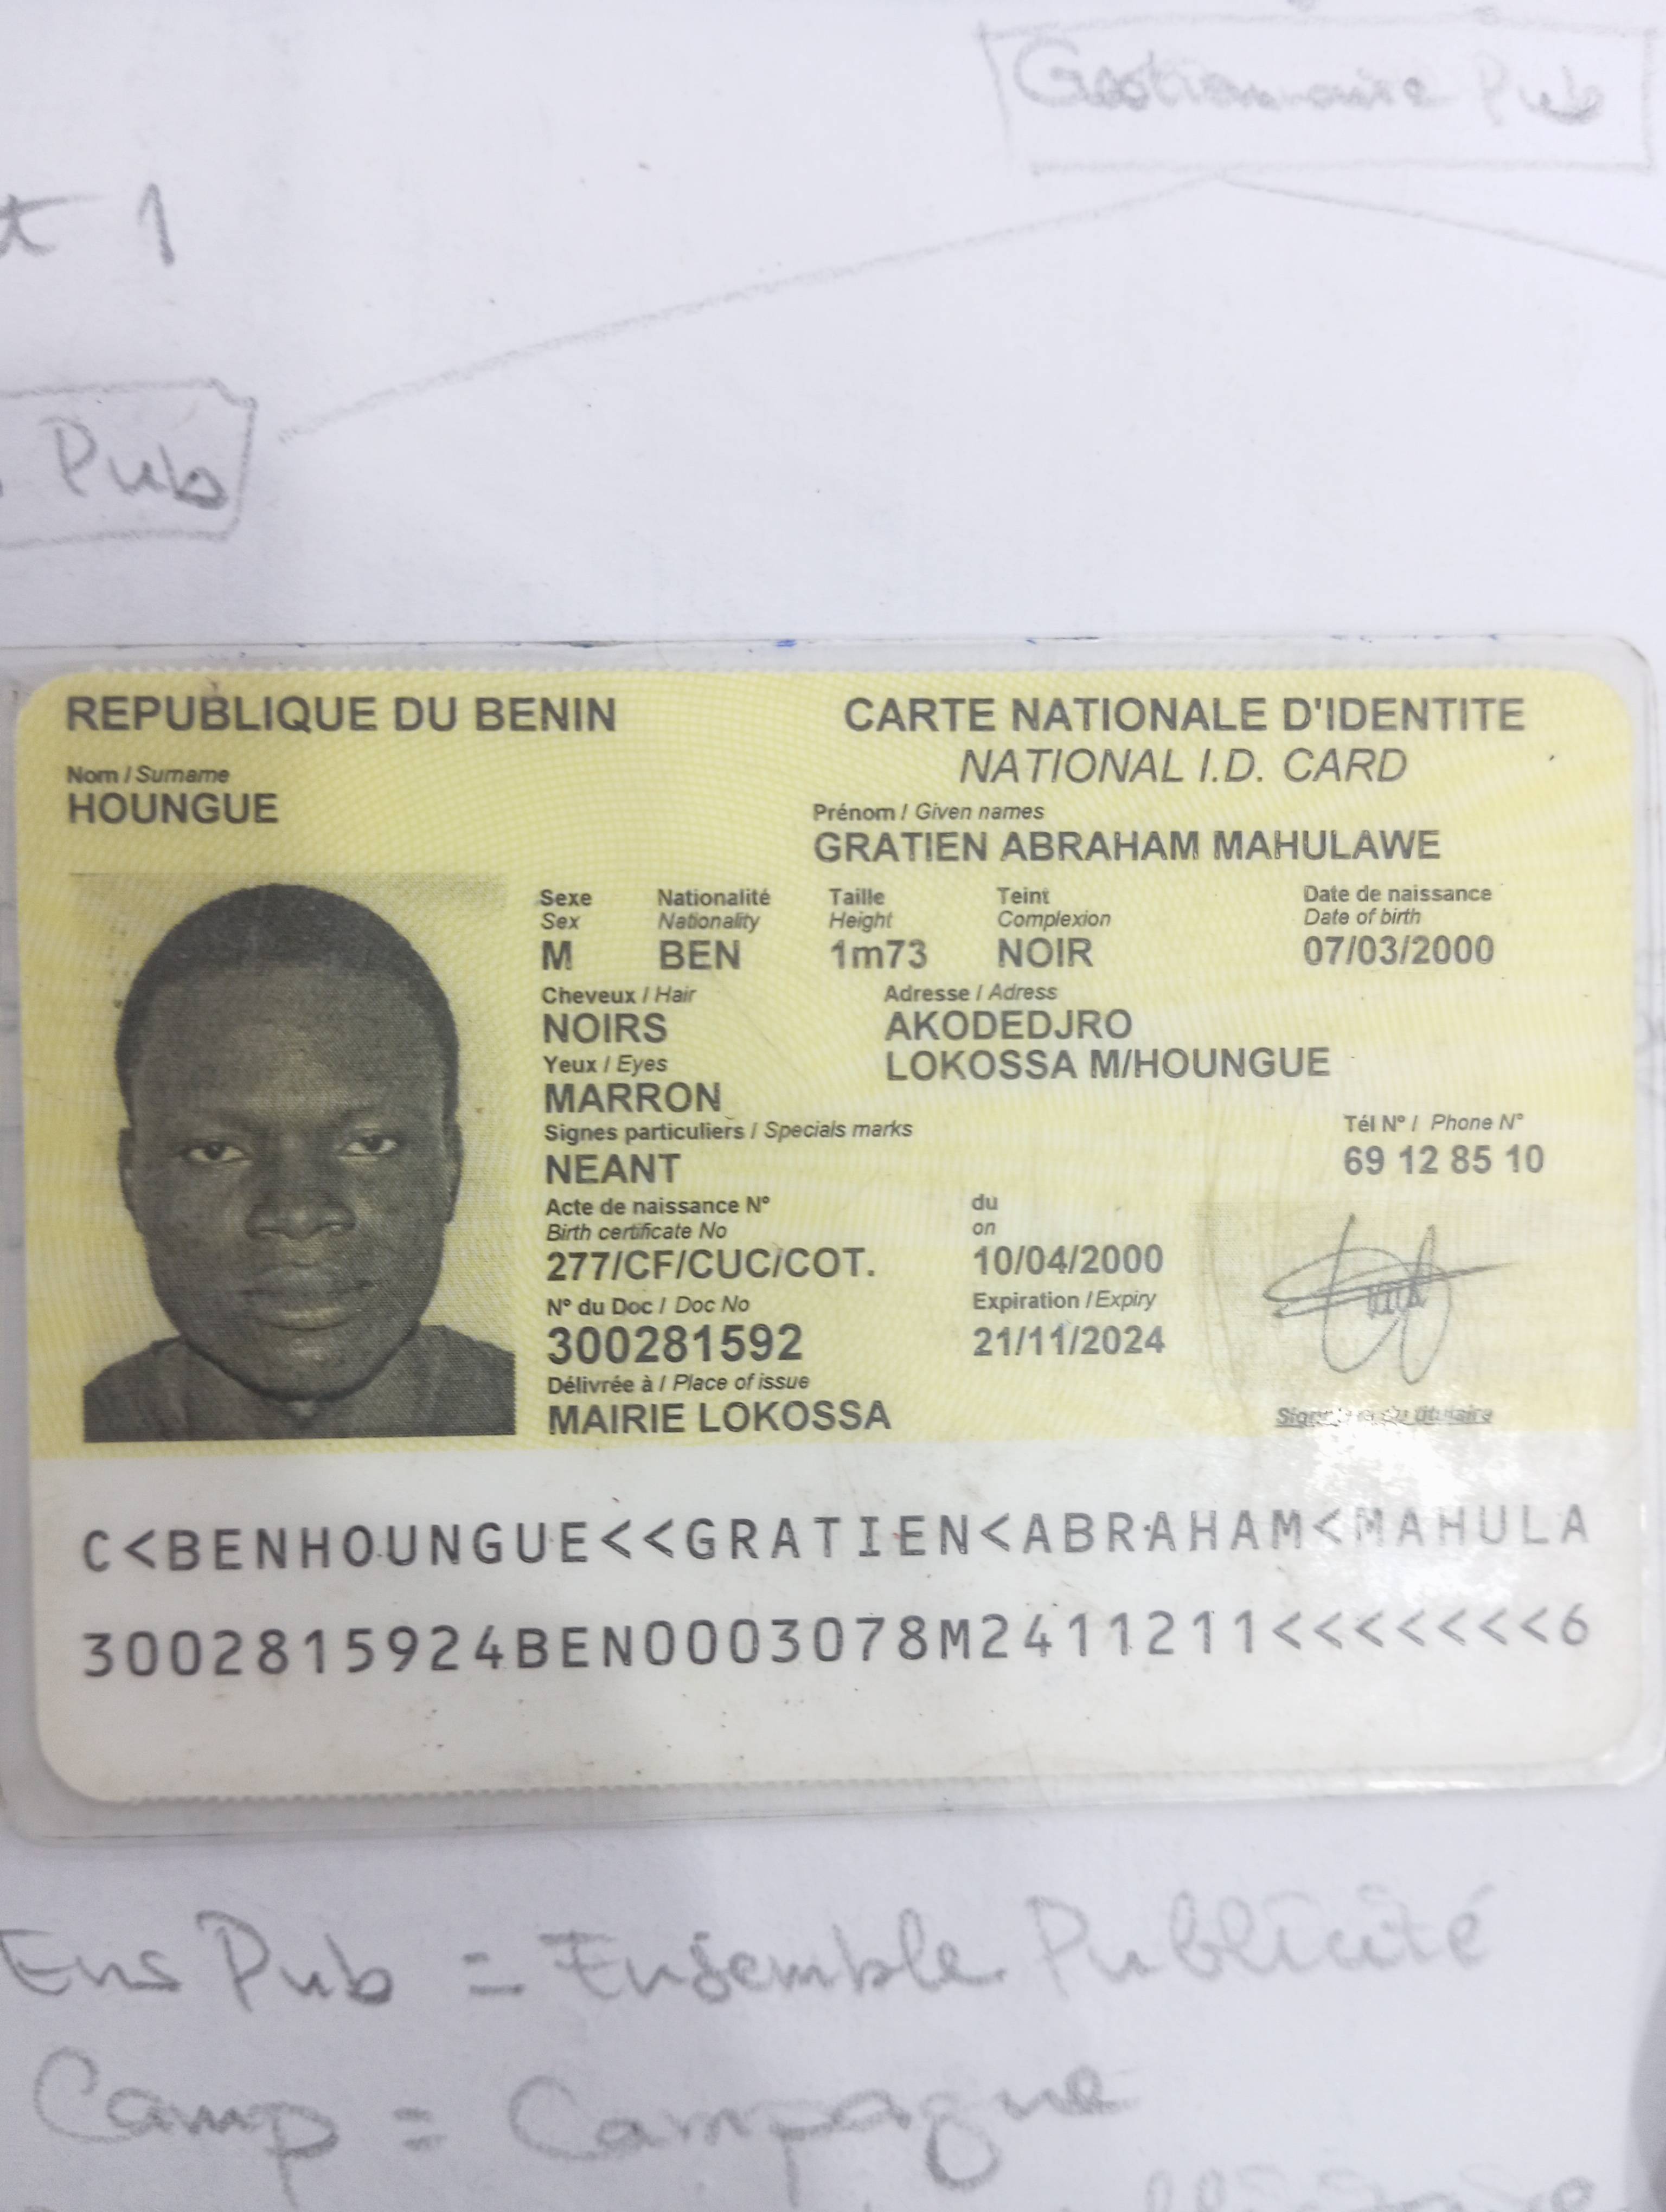 Gestionnaire Pub
t 1
Pub
REPUBLIQUE DU BENIN
CARTE NATIONALE D'IDENTITE
NATIONAL I.D. CARD
Nom / Surname
HOUNGUE
Prénom / Given names
GRATIEN ABRAHAM MAHULAWE
Sexe Nationalité Taille Teint Date de naissance
Sex Nationality Height Complexion Date of birth
M BEN 1m73 NOIR 07/03/2000
Cheveux / Hair Adresse / Adress
NOIRS AKODEDJRO
LOKOSSA M/HOUNGUE
Yeux / Eyes
MARRON
Signes particuliers / Specials marks Tél N° / Phone N°
NEANT 69 12 85 10
Acte de naissance N° du
Birth certificate No on
277/CF/CUC/COT. 10/04/2000
N° du Doc / Doc No Expiration / Expiry
300281592 21/11/2024
Délivrée à / Place of issue
MAIRIE LOKOSSA
Signature du titulaire
C<BENHOUNGUE<<GRATIEN<ABRAHAM<MAHULA
3002815924BEN0003078M2411211<<<<<<<6
Ens Pub = Ensemble Publicité
Camp = Campagne